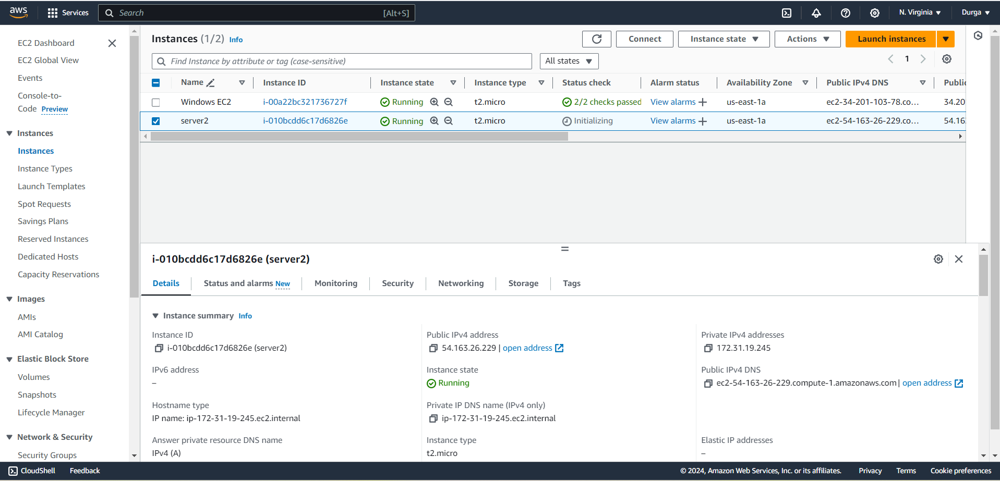 aws
Services
Search
[Alt+S]
N. Virginia
Durga
EC2 Dashboard
EC2 Global View
Events
Console-to-
Code Preview
Instances
Instances
Instance Types
Launch Templates
Spot Requests
Savings Plans
Reserved Instances
Dedicated Hosts
Capacity Reservations
Images
AMIs
AMI Catalog
Elastic Block Store
Volumes
Snapshots
Lifecycle Manager
Network & Security
Security Groups
Instances (1/2) Info
Connect
Instance state
Actions
Launch instances
Find Instance by attribute or tag (case-sensitive)
All states
1
Name Instance ID Instance state Instance type Status check Alarm status Availability Zone Public IPv4 DNS Public
Windows EC2 i-00a22bc321736727f Running t2.micro 2/2 checks passed View alarms us-east-1a ec2-34-201-103-78.co... 34.20
server2 i-010bcdd6c17d6826e Running t2.micro Initializing View alarms us-east-1a ec2-54-163-26-229.co... 54.163
i-010bcdd6c17d6826e (server2)
Details Status and alarms New Monitoring Security Networking Storage Tags
Instance summary Info
Instance ID
i-010bcdd6c17d6826e (server2)
Public IPv4 address
54.163.26.229 | open address
Private IPv4 addresses
172.31.19.245
IPv6 address
–
Instance state
Running
Public IPv4 DNS
ec2-54-163-26-229.compute-1.amazonaws.com | open address
Hostname type
IP name: ip-172-31-19-245.ec2.internal
Private IP DNS name (IPv4 only)
ip-172-31-19-245.ec2.internal
Answer private resource DNS name
IPv4 (A)
Instance type
t2.micro
Elastic IP addresses
–
CloudShell
Feedback
© 2024, Amazon Web Services, Inc. or its affiliates.
Privacy
Terms
Cookie preferences